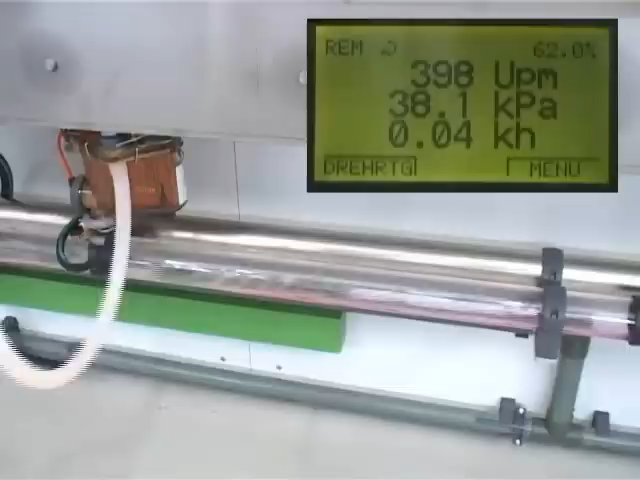 REM 62.0%
398 Upm
38.1 kPa
0.04 kh
DREHRTG MENU